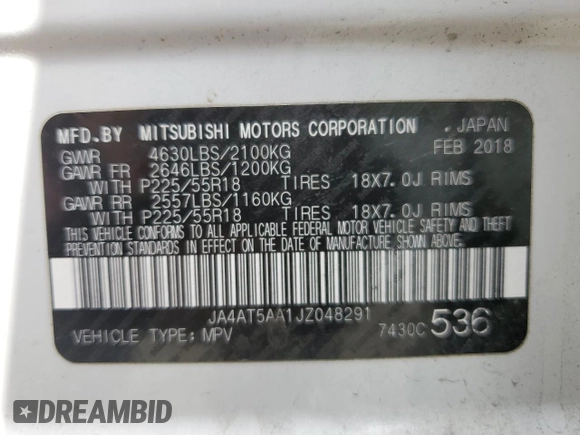 MFD.BY MITSUBISHI MOTORS CORPORATION . JAPAN
GVWR 4630LBS/2100KG FEB 2018
GAWR FR 2646LBS/1200KG
WITH P225/55R18 TIRES 18X7.0J RIMS
GAWR RR 2557LBS/1160KG
WITH P225/55R18 TIRES 18X7.0J RIMS
THIS VEHICLE CONFORMS TO ALL APPLICABLE FEDERAL MOTOR VEHICLE SAFETY AND THEFT
PREVENTION STANDARDS IN EFFECT ON THE DATE OF MANUFACTURE SHOWN ABOVE.
JA4AT5AA1JZ048291
VEHICLE TYPE: MPV 7430C 536
DREAMBID